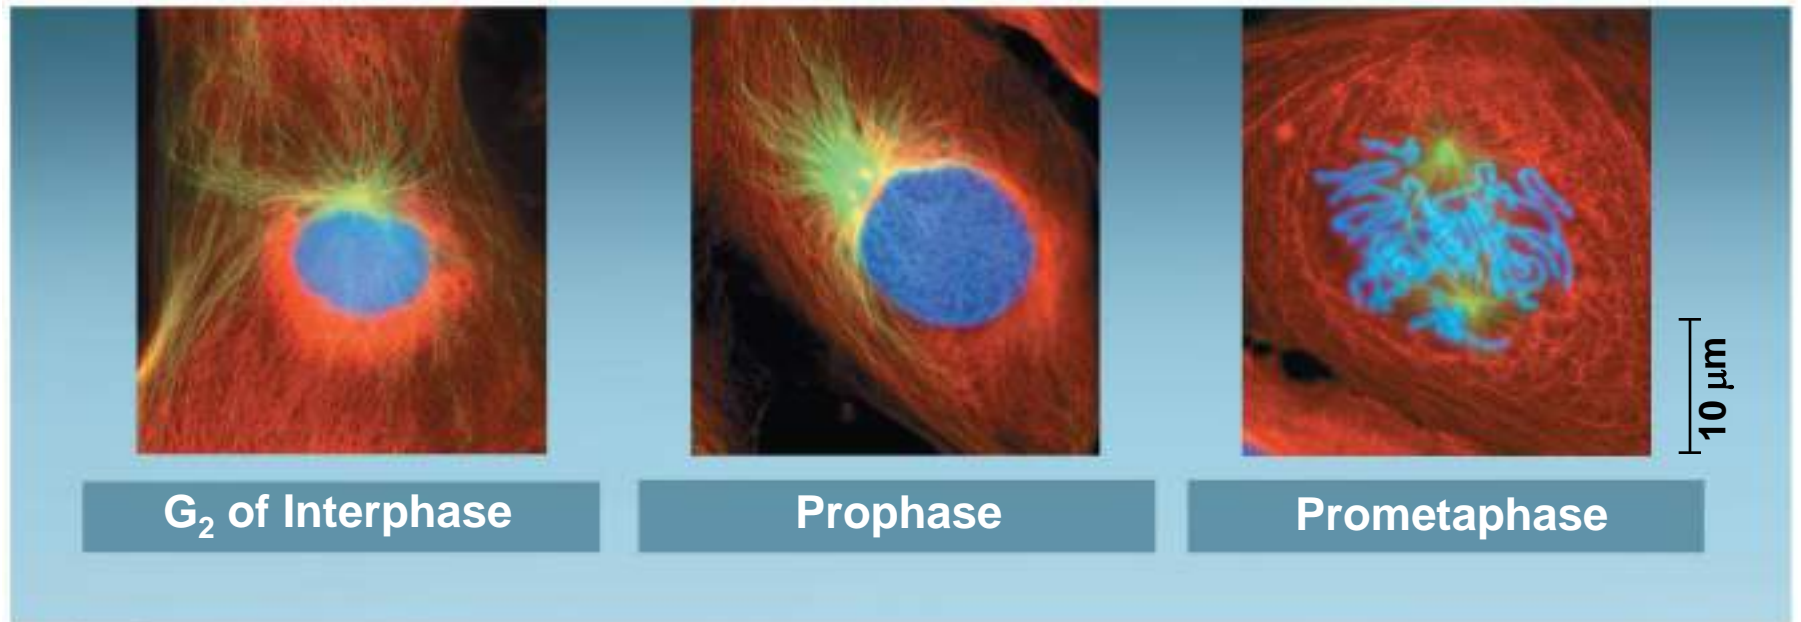 G₂ of Interphase
Prophase
Prometaphase
10 μm